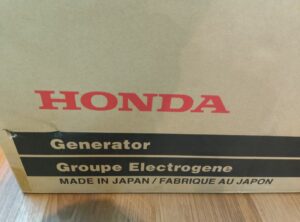 HONDA
Generator
Groupe Electrogene
MADE IN JAPAN / FABRIQUE AU JAPON